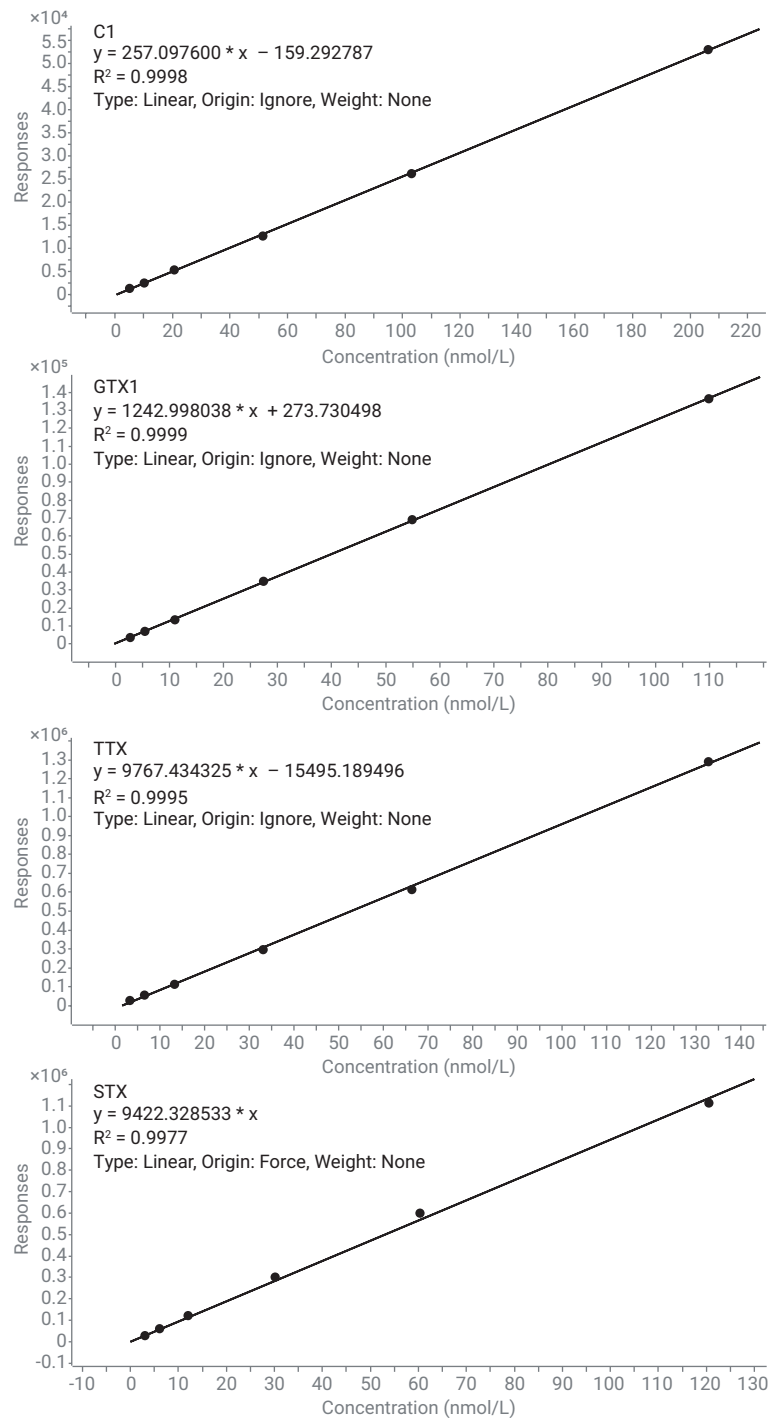 ×10⁴
C1
y = 257.097600 * x – 159.292787
R² = 0.9998
Type: Linear, Origin: Ignore, Weight: None
Responses
5.5
5.0
4.5
4.0
3.5
3.0
2.5
2.0
1.5
1.0
0.5
0
0 20 40 60 80 100 120 140 160 180 200 220
Concentration (nmol/L)
×10⁵
GTX1
y = 1242.998038 * x + 273.730498
R² = 0.9999
Type: Linear, Origin: Ignore, Weight: None
Responses
1.4
1.3
1.2
1.1
1.0
0.9
0.8
0.7
0.6
0.5
0.4
0.3
0.2
0.1
0
0 10 20 30 40 50 60 70 80 90 100 110
Concentration (nmol/L)
×10⁶
TTX
y = 9767.434325 * x – 15495.189496
R² = 0.9995
Type: Linear, Origin: Ignore, Weight: None
Responses
1.3
1.2
1.1
1.0
0.9
0.8
0.7
0.6
0.5
0.4
0.3
0.2
0.1
0
0 10 20 30 40 50 60 70 80 90 100 110 120 130 140
Concentration (nmol/L)
×10⁶
STX
y = 9422.328533 * x
R² = 0.9977
Type: Linear, Origin: Force, Weight: None
Responses
1.1
1.0
0.9
0.8
0.7
0.6
0.5
0.4
0.3
0.2
0.1
0
-0.1
-10 0 10 20 30 40 50 60 70 80 90 100 110 120 130
Concentration (nmol/L)